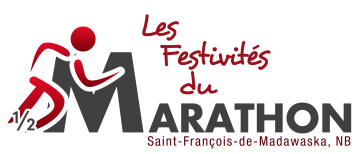 Les
Festivités
du
MARATHON
1/2
Saint-François-de-Madawaska, NB